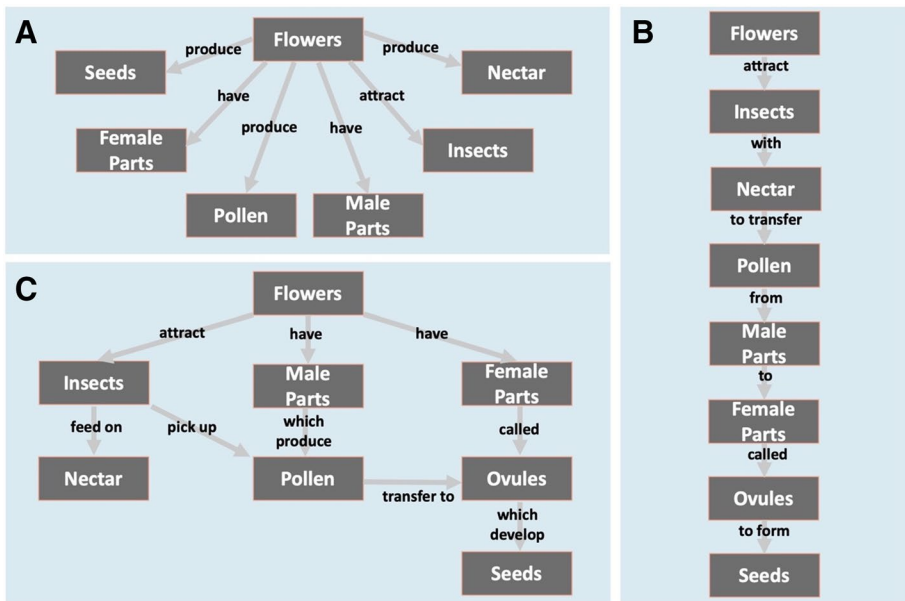 A
Flowers
produce
produce
Seeds
Nectar
have
attract
produce
have
Female
Parts
Insects
Pollen
Male
Parts
B
Flowers
attract
Insects
with
Nectar
to transfer
Pollen
from
Male
Parts
to
Female
Parts
called
Ovules
to form
Seeds
C
Flowers
attract
have
have
Insects
Male
Parts
Female
Parts
feed on
pick up
which
produce
called
Nectar
Pollen
transfer to
Ovules
which
develop
Seeds